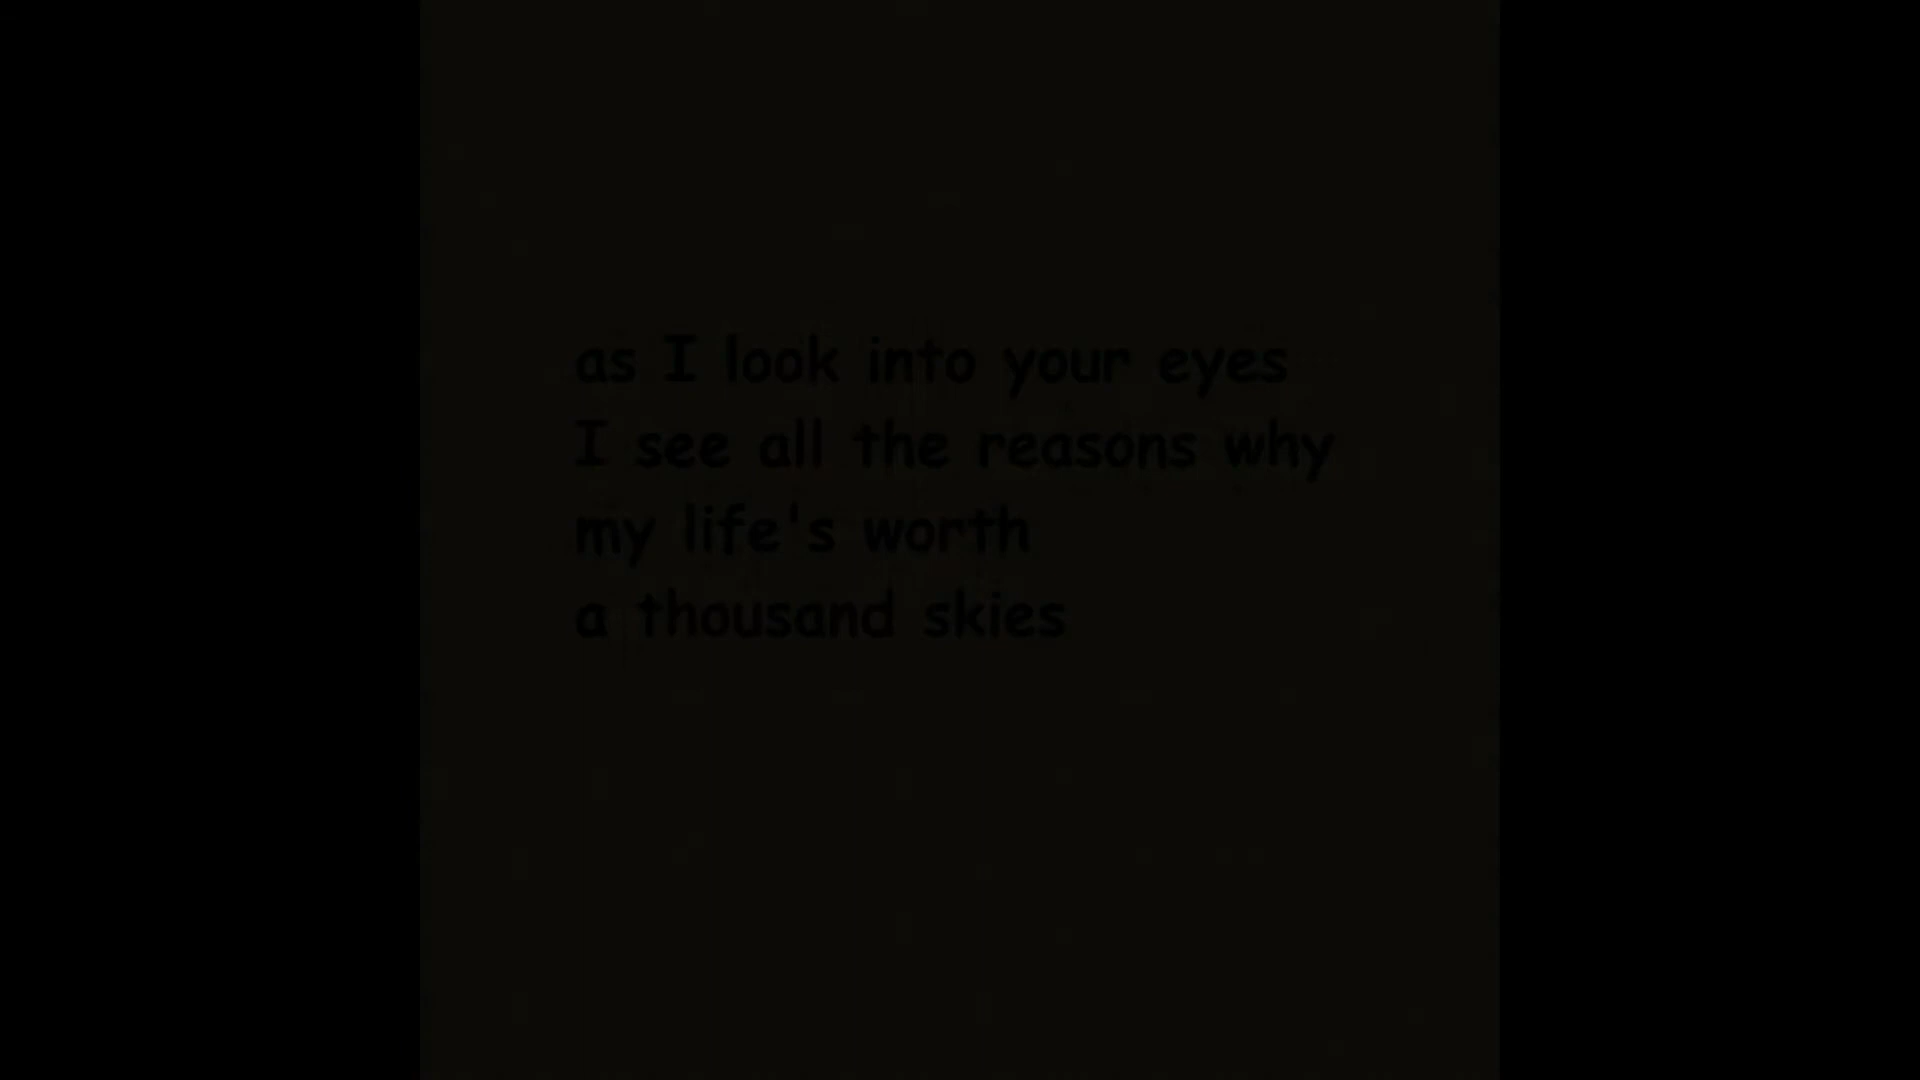 as I look into your eyes
I see all the reasons why
my life's worth
a thousand skies